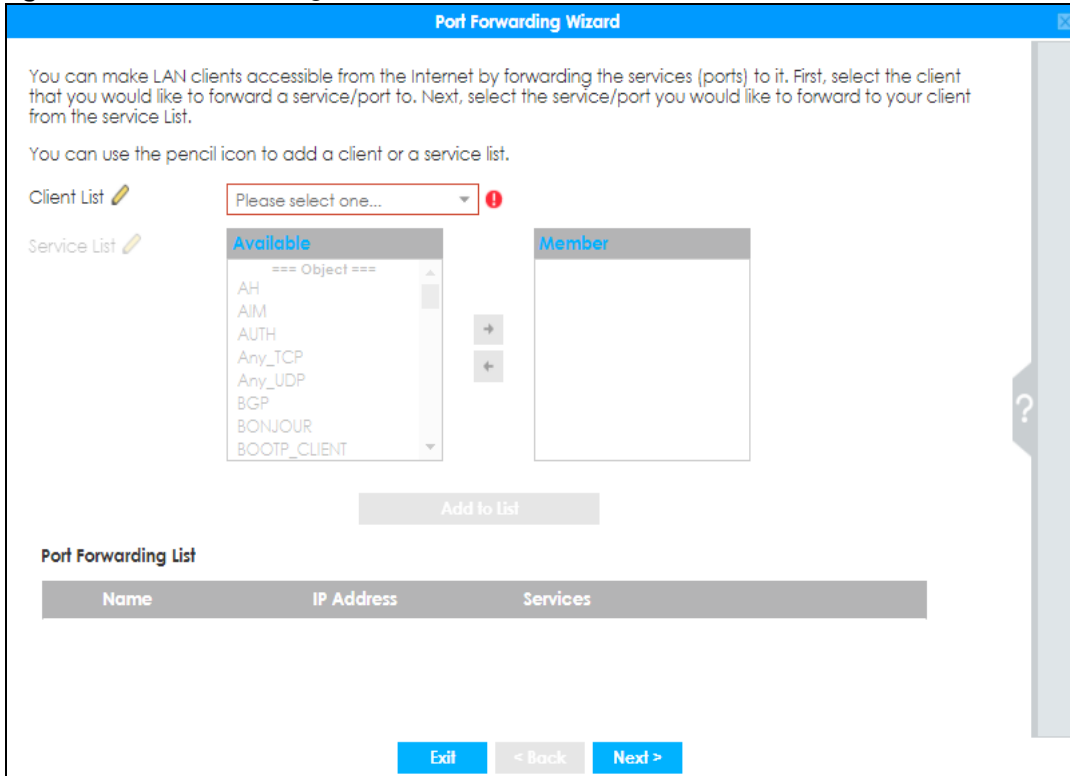 Port Forwarding Wizard
You can make LAN clients accessible from the Internet by forwarding the services (ports) to it. First, select the client
that you would like to forward a service/port to. Next, select the service/port you would like to forward to your client
from the service List.
You can use the pencil icon to add a client or a service list.
Client List
Please select one...
Service List
Available
Member
=== Object ===
AH
AIM
AUTH
Any_TCP
Any_UDP
BGP
BONJOUR
BOOTP_CLIENT
?
Add to List
Port Forwarding List
Name IP Address Services
Exit < Back Next >